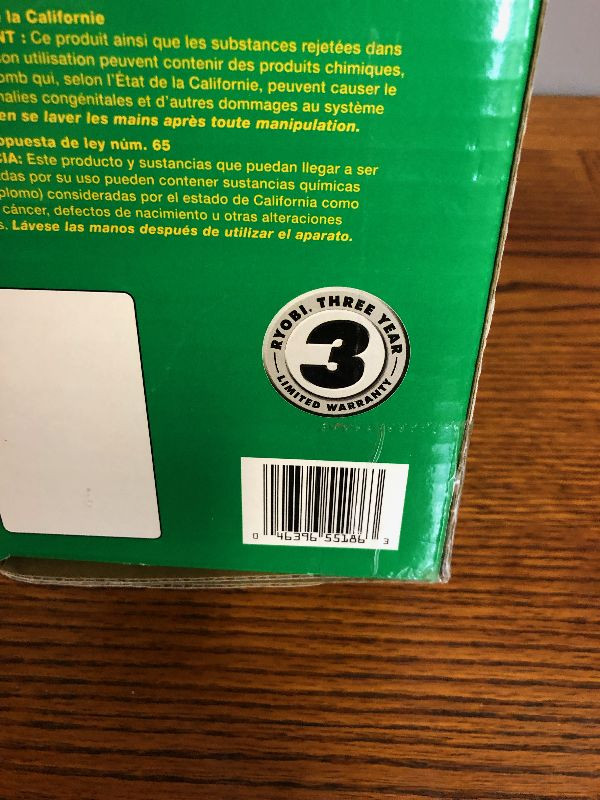 la Californie
NT : Ce produit ainsi que les substances rejetées dans
on utilisation peuvent contenir des produits chimiques,
omb qui, selon l'État de la Californie, peuvent causer le
malies congénitales et d'autres dommages au système
en se laver les mains après toute manipulation.
opuesta de ley núm. 65
CIA: Este producto y sustancias que puedan llegar a ser
das por su uso pueden contener sustancias químicas
plomo) consideradas por el estado de California como
cáncer, defectos de nacimiento u otras alteraciones
s. Lávese las manos después de utilizar el aparato.
RYOBI. THREE YEAR
3
LIMITED WARRANTY
0 46396 55186 3